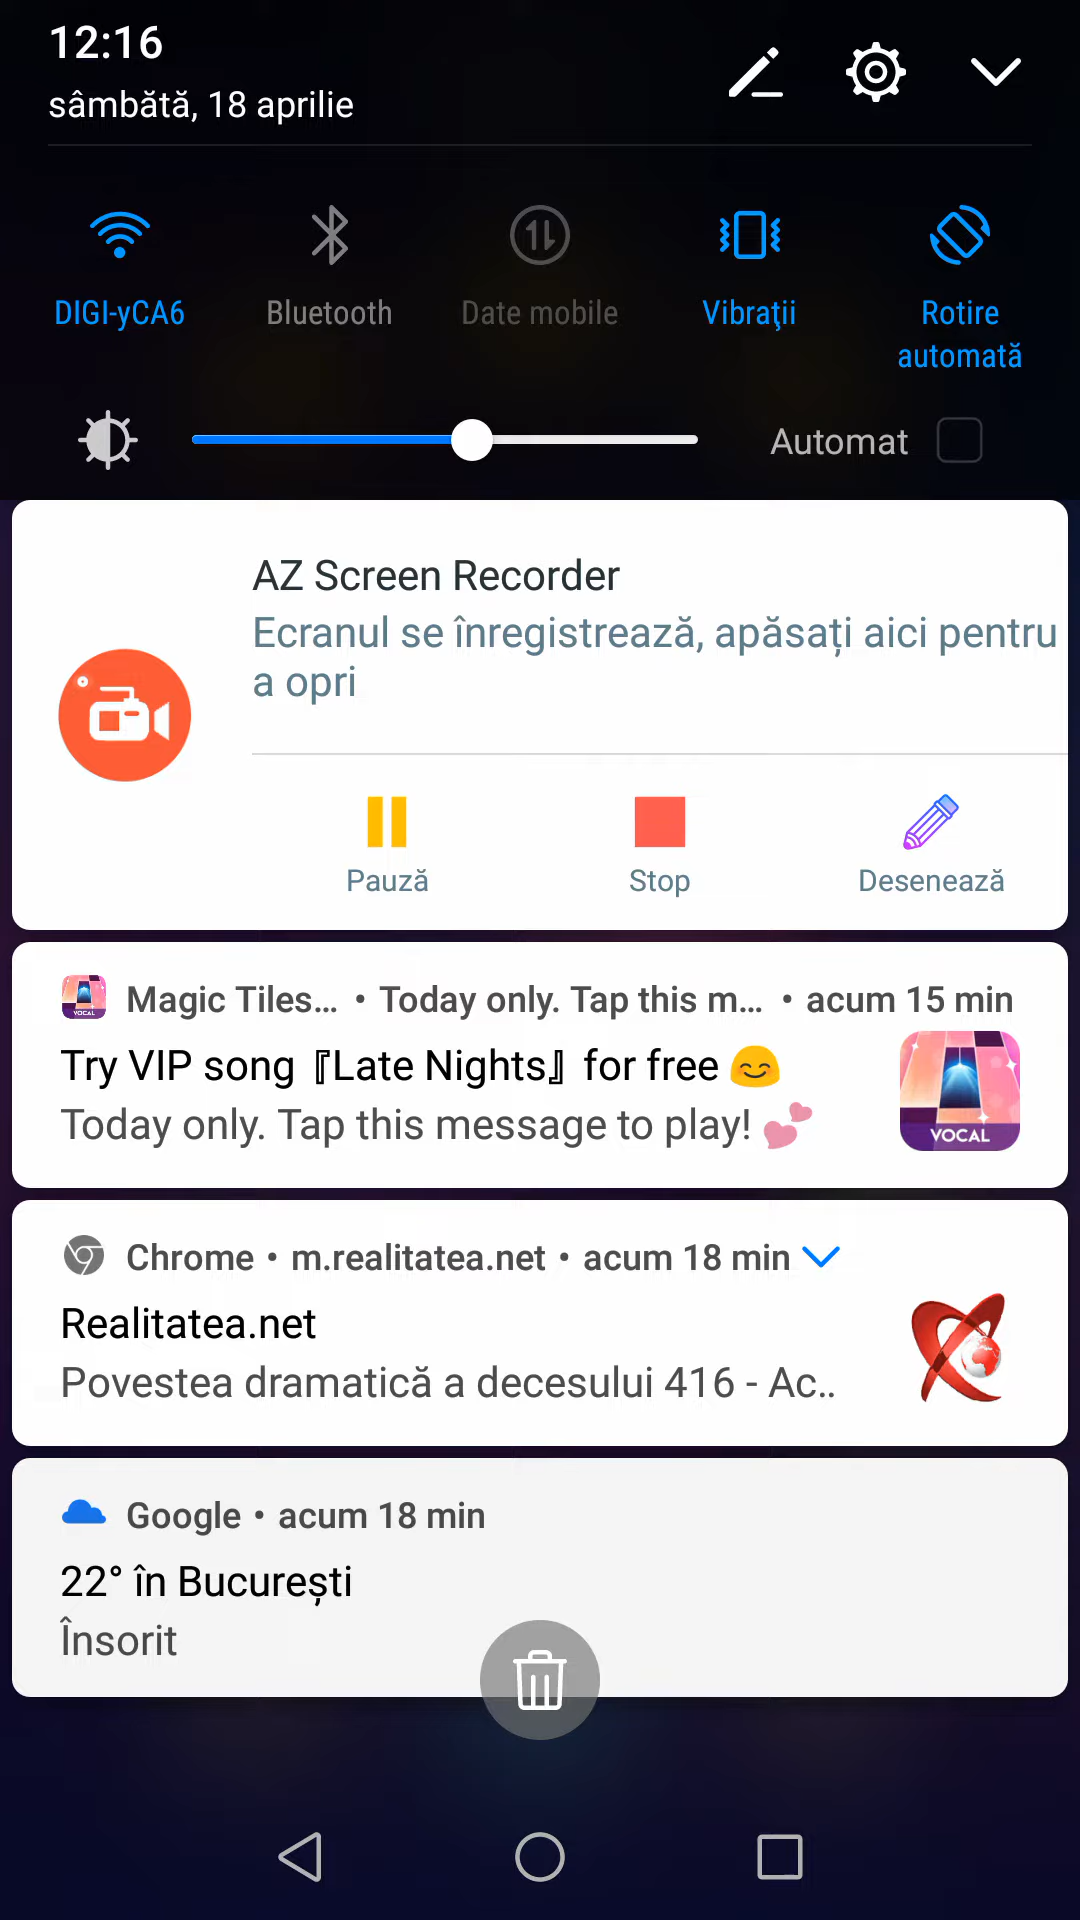 12:16
sâmbătă, 18 aprilie
DIGI-yCA6
Bluetooth
Date mobile
Vibraţii
Rotire
automată
Automat
AZ Screen Recorder
Ecranul se înregistrează, apăsați aici pentru
a opri
Pauză
Stop
Desenează
Magic Tiles... • Today only. Tap this m... • acum 15 min
Try VIP song『Late Nights』for free 😊
Today only. Tap this message to play! 💕
VOCAL
Chrome • m.realitatea.net • acum 18 min
Realitatea.net
Povestea dramatică a decesului 416 - Ac..
Google • acum 18 min
22° în București
Însorit